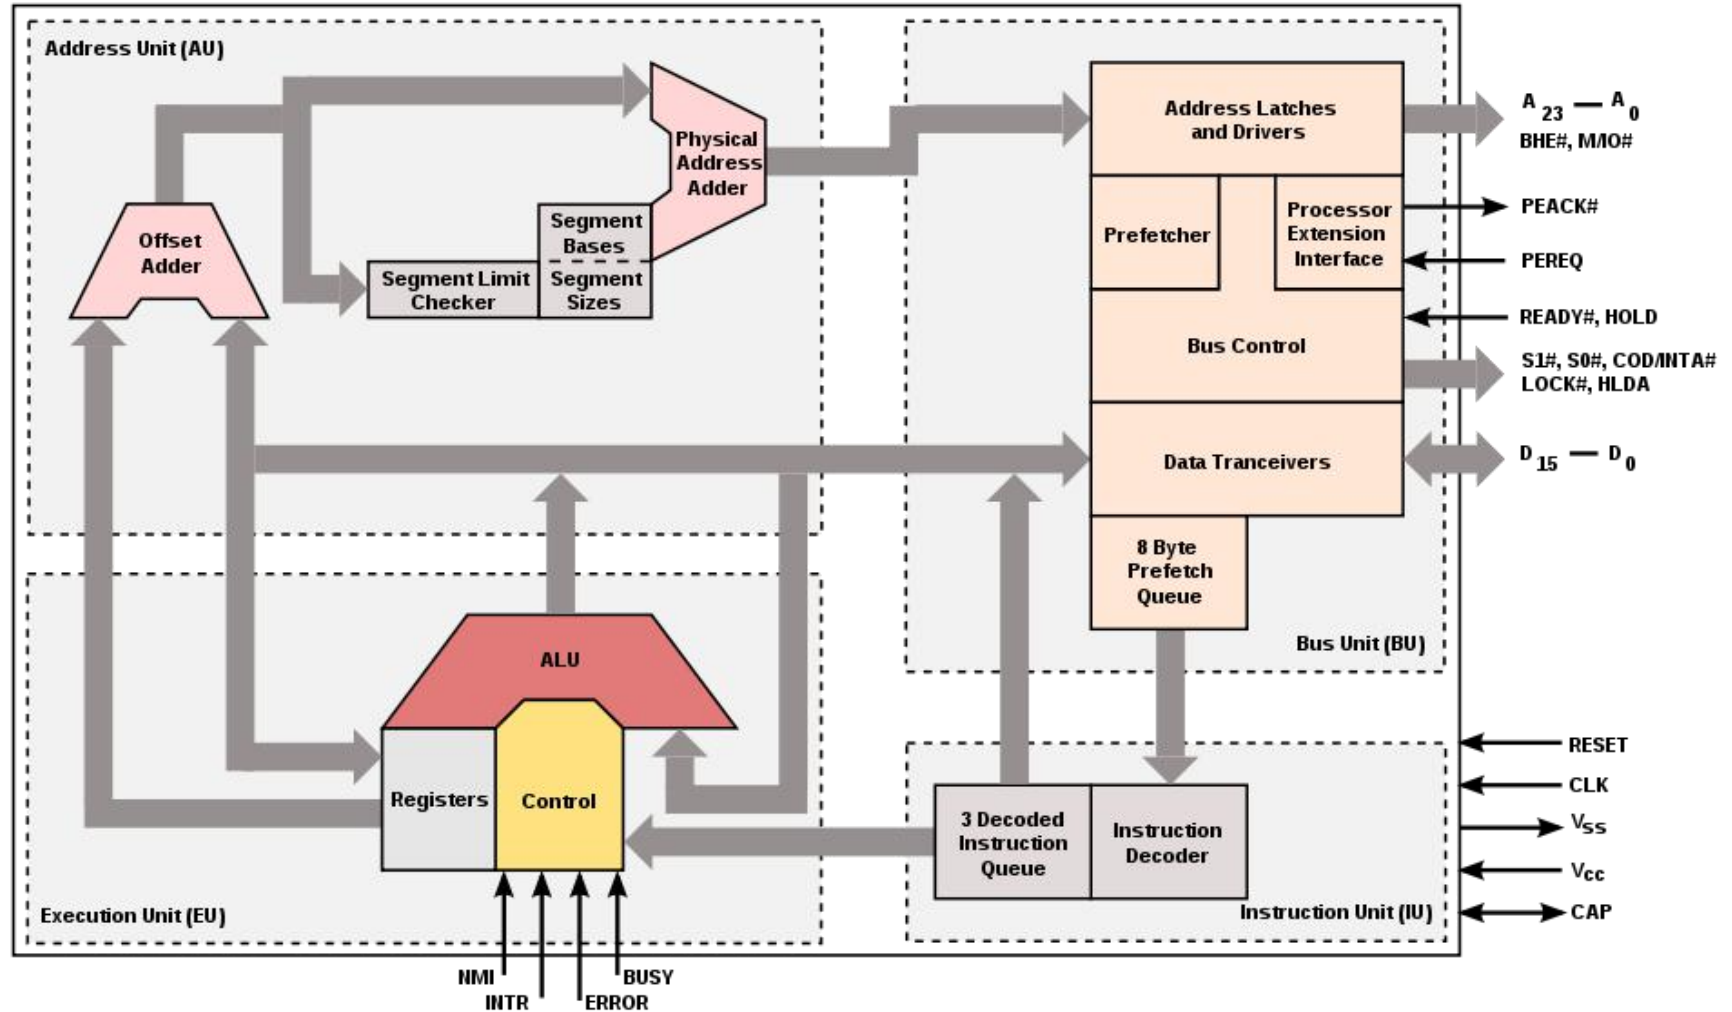 Address Unit (AU)
Offset
Adder
Segment Limit
Checker
Segment
Bases
Segment
Sizes
Physical
Address
Adder
Address Latches
and Drivers
Prefetcher
Processor
Extension
Interface
Bus Control
Data Tranceivers
8 Byte
Prefetch
Queue
Bus Unit (BU)
A 23 — A 0
BHE#, M/IO#
PEACK#
PEREQ
READY#, HOLD
S1#, S0#, COD/INTA#
LOCK#, HLDA
D 15 — D 0
ALU
Registers
Control
Execution Unit (EU)
NMI
INTR
ERROR
BUSY
3 Decoded
Instruction
Queue
Instruction
Decoder
Instruction Unit (IU)
RESET
CLK
Vss
Vcc
CAP